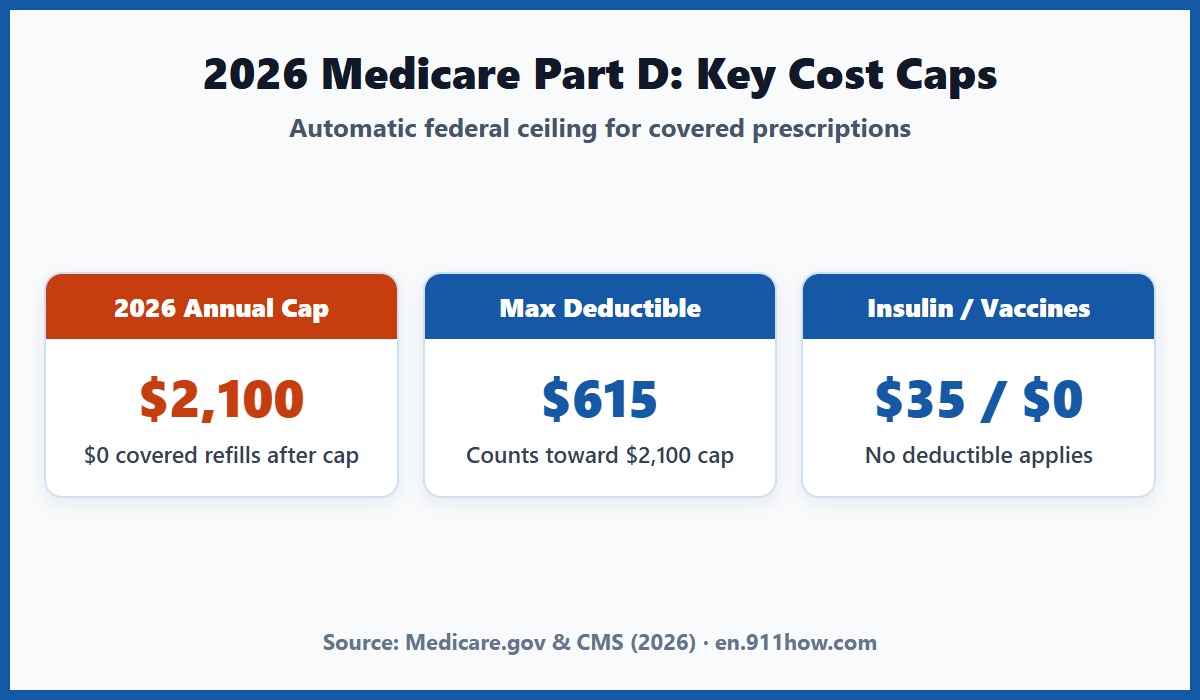 2026 Medicare Part D: Key Cost Caps
Automatic federal ceiling for covered prescriptions
2026 Annual Cap
$2,100
$0 covered refills after cap
Max Deductible
$615
Counts toward $2,100 cap
Insulin / Vaccines
$35 / $0
No deductible applies
Source: Medicare.gov & CMS (2026) · en.911how.com